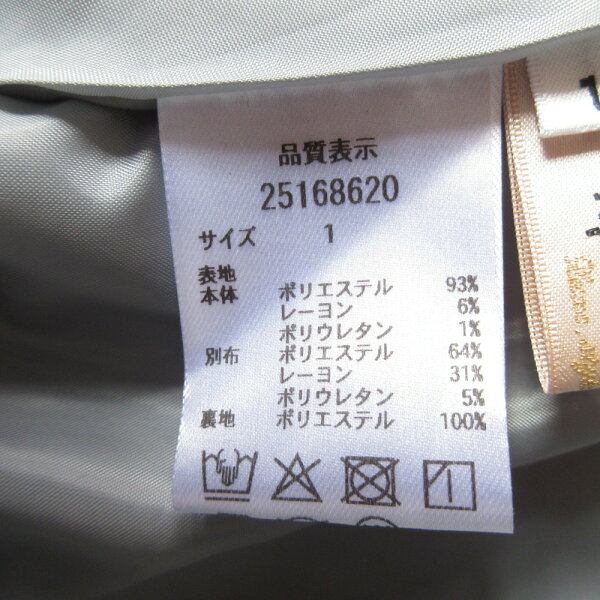 品質表示
25168620
サイズ 1
表地
本体 ポリエステル 93%
レーヨン 6%
ポリウレタン 1%
別布 ポリエステル 64%
レーヨン 31%
ポリウレタン 5%
裏地 ポリエステル 100%